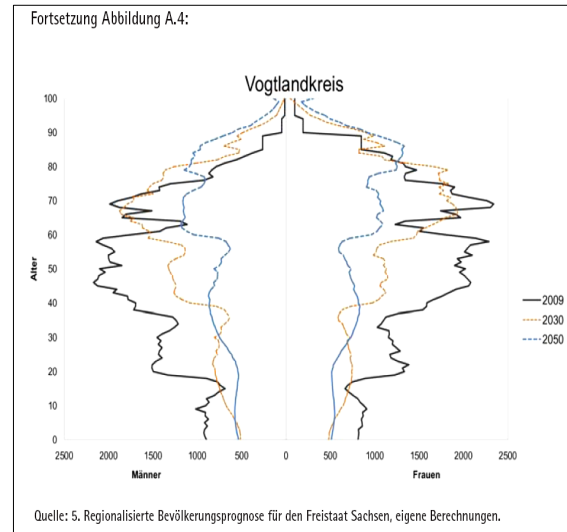 Fortsetzung Abbildung A.4:
Vogtlandkreis
100
90
80
70
60
50
40
30
20
10
0
Alter
2500 2000 1500 1000 500 0 500 1000 1500 2000 2500
Männer Frauen
2009
2030
2050
Quelle: 5. Regionalisierte Bevölkerungsprognose für den Freistaat Sachsen, eigene Berechnungen.